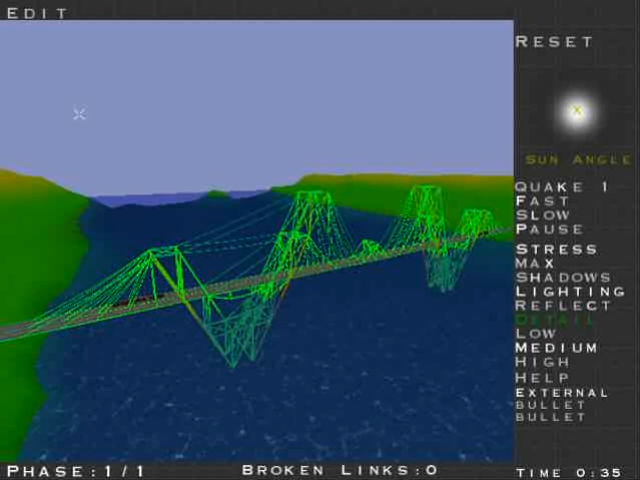 EDIT
RESET
SUN ANGLE
QUAKE 1
FAST
SLOW
PAUSE
STRESS
MAX
SHADOWS
LIGHTING
REFLECT
DETAIL
LOW
MEDIUM
HIGH
HELP
EXTERNAL
BULLET
BULLET
PHASE:1/1
BROKEN LINKS:0
TIME 0:35